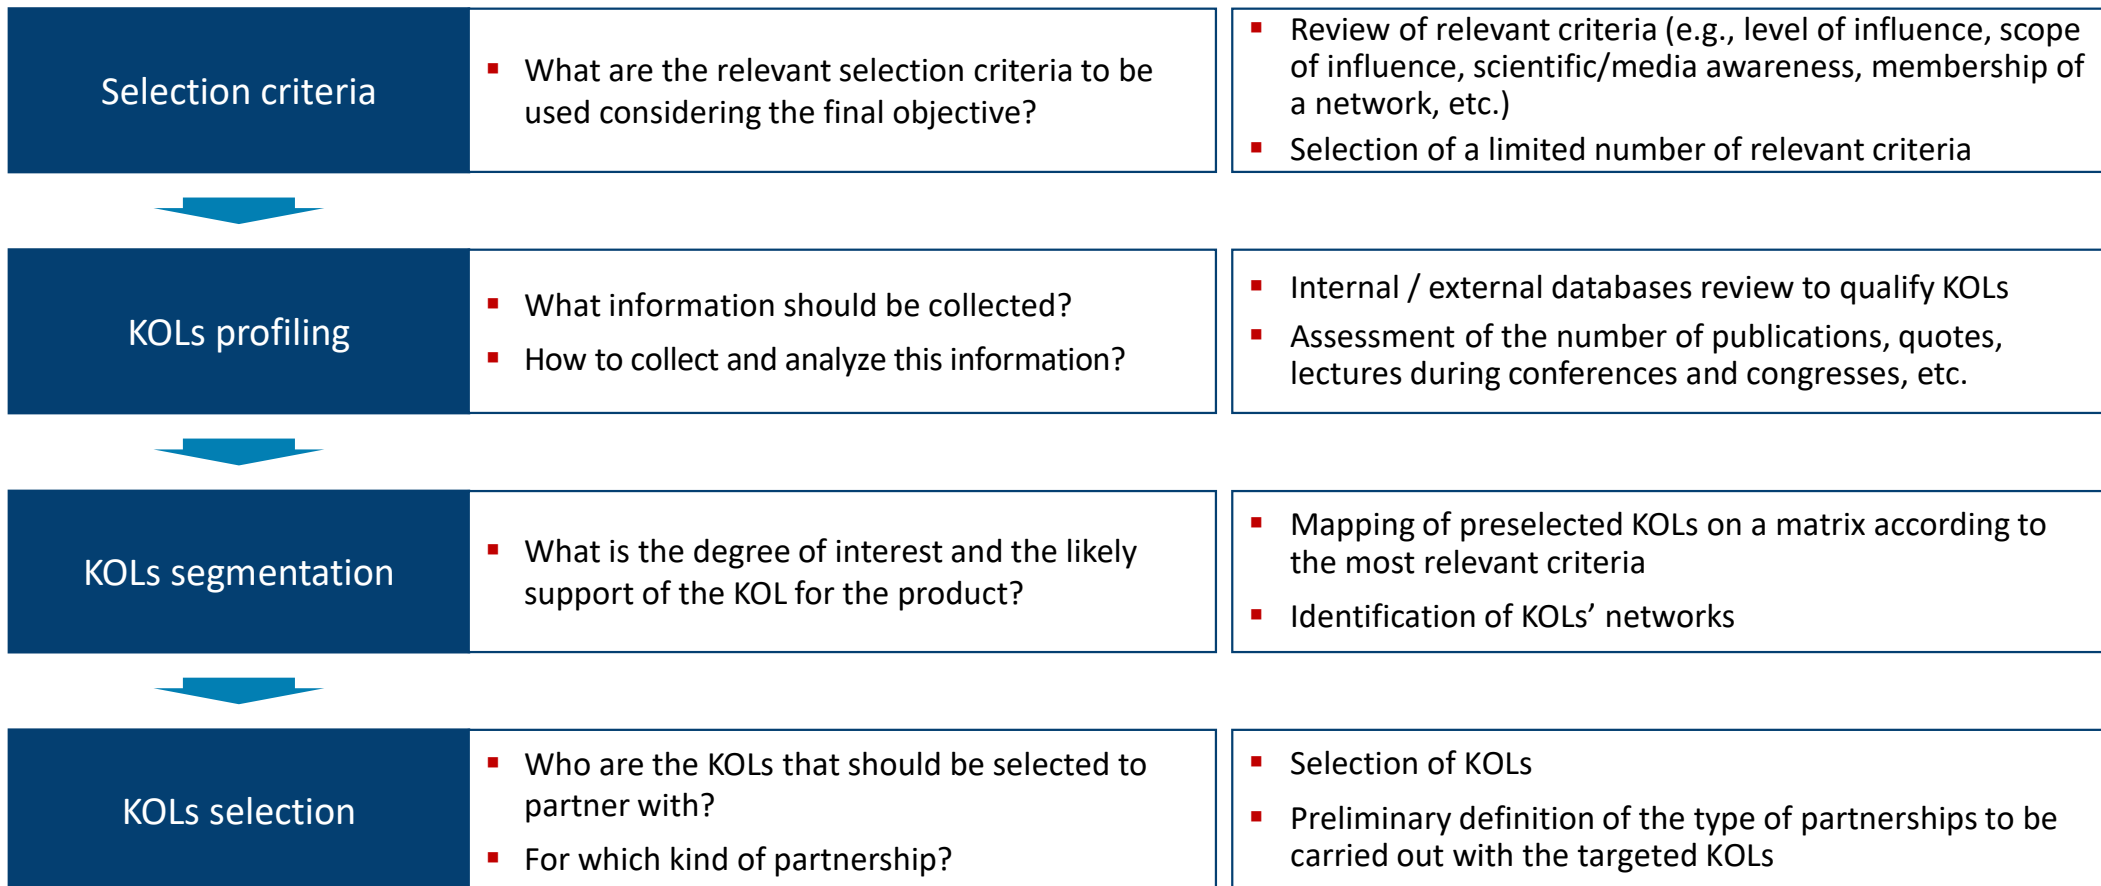 Selection criteria
▪ What are the relevant selection criteria to be
used considering the final objective?
▪ Review of relevant criteria (e.g., level of influence, scope
of influence, scientific/media awareness, membership of
a network, etc.)
▪ Selection of a limited number of relevant criteria
KOLs profiling
▪ What information should be collected?
▪ How to collect and analyze this information?
▪ Internal / external databases review to qualify KOLs
▪ Assessment of the number of publications, quotes,
lectures during conferences and congresses, etc.
KOLs segmentation
▪ What is the degree of interest and the likely
support of the KOL for the product?
▪ Mapping of preselected KOLs on a matrix according to
the most relevant criteria
▪ Identification of KOLs’ networks
KOLs selection
▪ Who are the KOLs that should be selected to
partner with?
▪ For which kind of partnership?
▪ Selection of KOLs
▪ Preliminary definition of the type of partnerships to be
carried out with the targeted KOLs